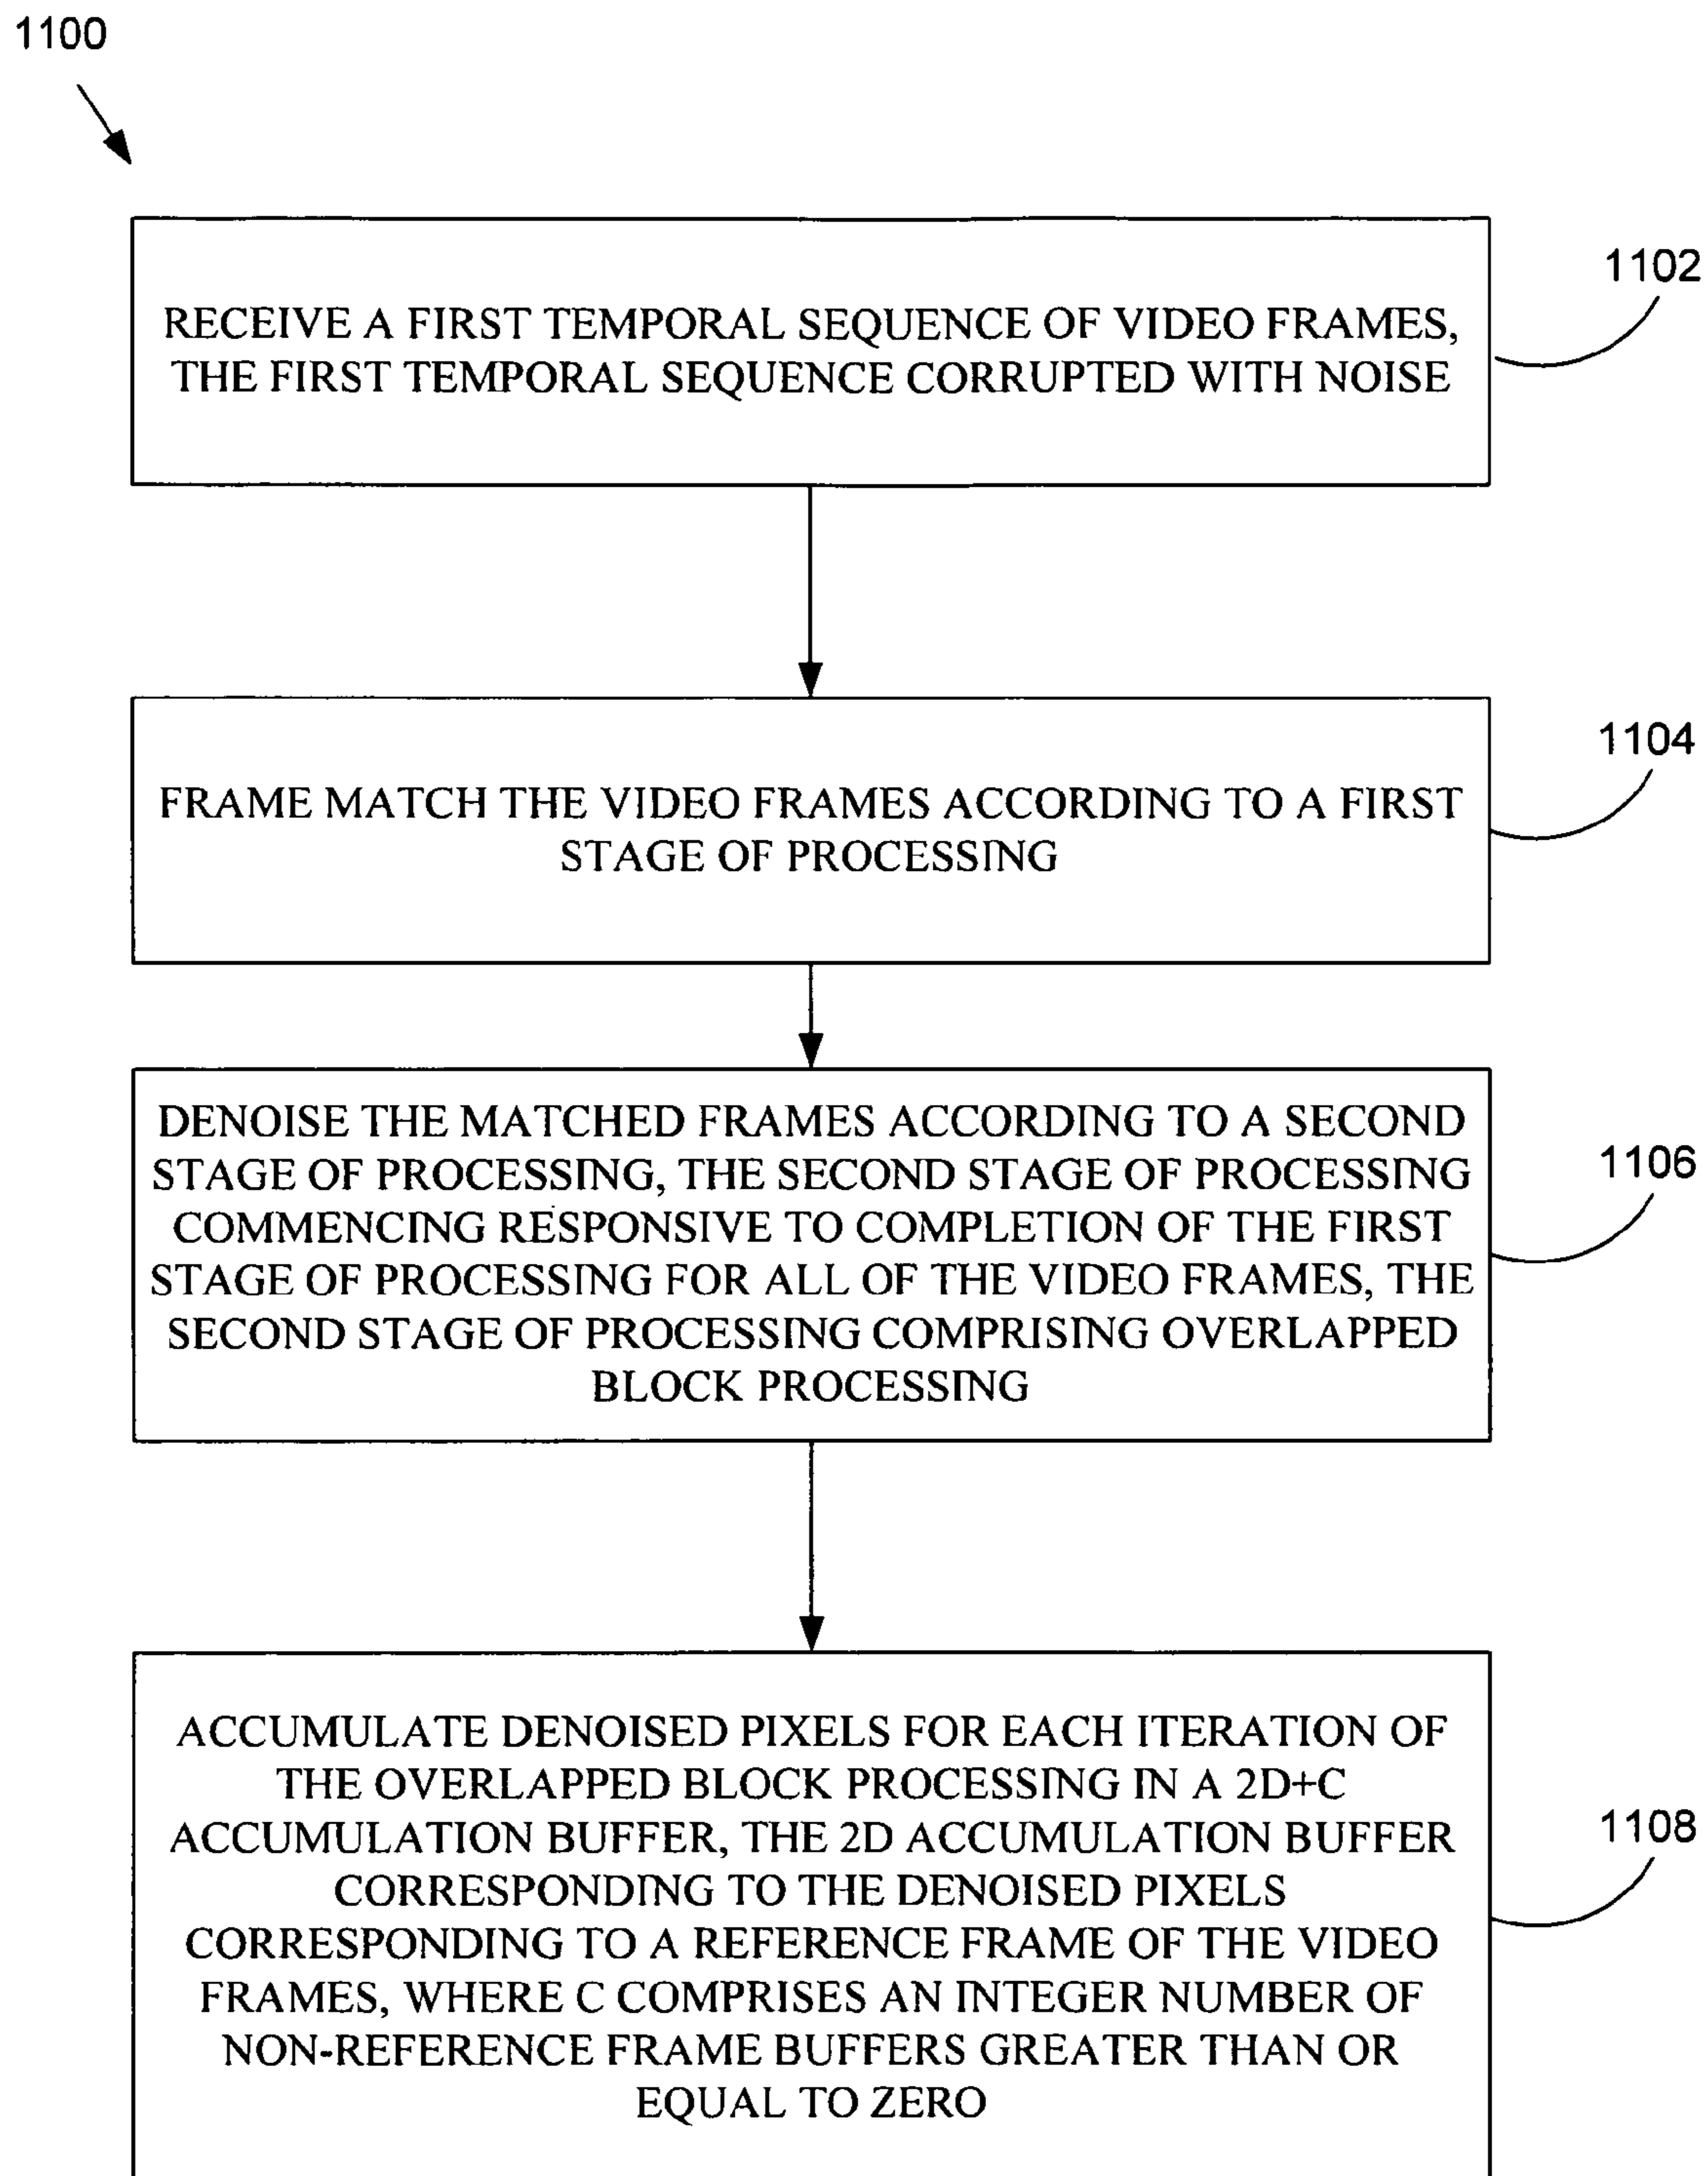 1100
RECEIVE A FIRST TEMPORAL SEQUENCE OF VIDEO FRAMES,
THE FIRST TEMPORAL SEQUENCE CORRUPTED WITH NOISE
1102
FRAME MATCH THE VIDEO FRAMES ACCORDING TO A FIRST
STAGE OF PROCESSING
1104
DENOISE THE MATCHED FRAMES ACCORDING TO A SECOND
STAGE OF PROCESSING, THE SECOND STAGE OF PROCESSING
COMMENCING RESPONSIVE TO COMPLETION OF THE FIRST
STAGE OF PROCESSING FOR ALL OF THE VIDEO FRAMES, THE
SECOND STAGE OF PROCESSING COMPRISING OVERLAPPED
BLOCK PROCESSING
1106
ACCUMULATE DENOISED PIXELS FOR EACH ITERATION OF
THE OVERLAPPED BLOCK PROCESSING IN A 2D+C
ACCUMULATION BUFFER, THE 2D ACCUMULATION BUFFER
CORRESPONDING TO THE DENOISED PIXELS
CORRESPONDING TO A REFERENCE FRAME OF THE VIDEO
FRAMES, WHERE C COMPRISES AN INTEGER NUMBER OF
NON-REFERENCE FRAME BUFFERS GREATER THAN OR
EQUAL TO ZERO
1108